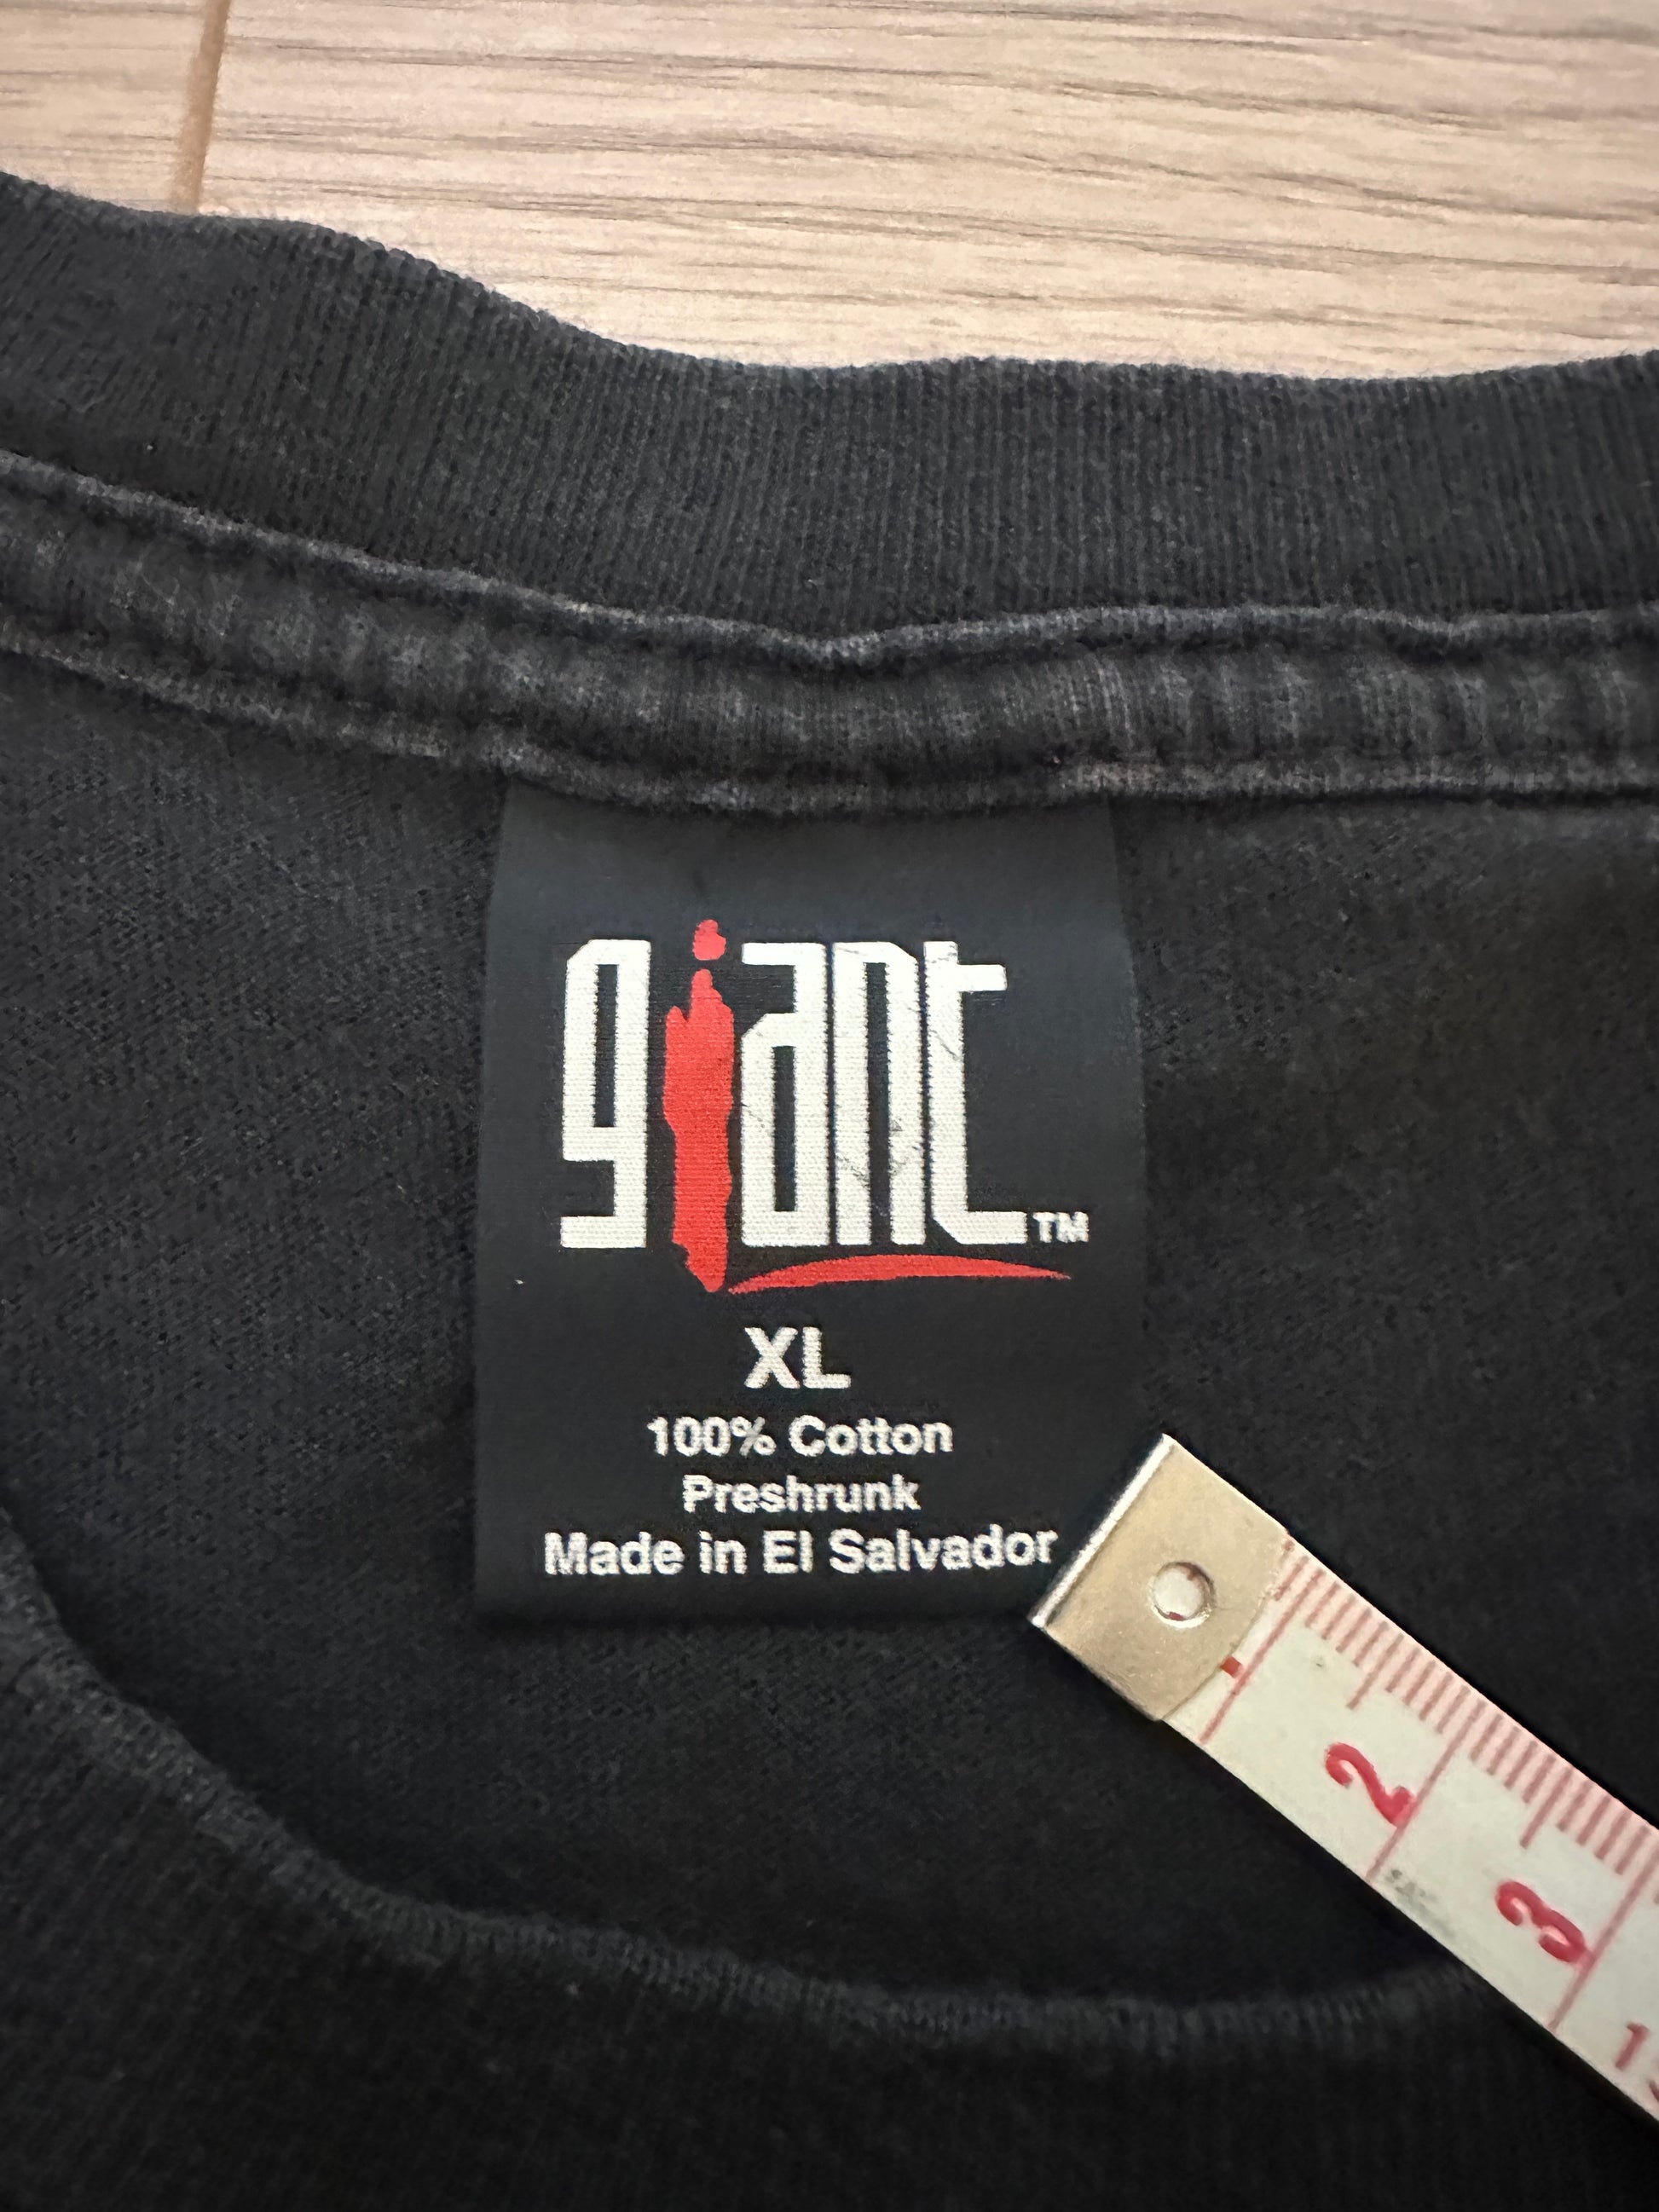 giant™
XL
100% Cotton
Preshrunk
Made in El Salvador
2
3